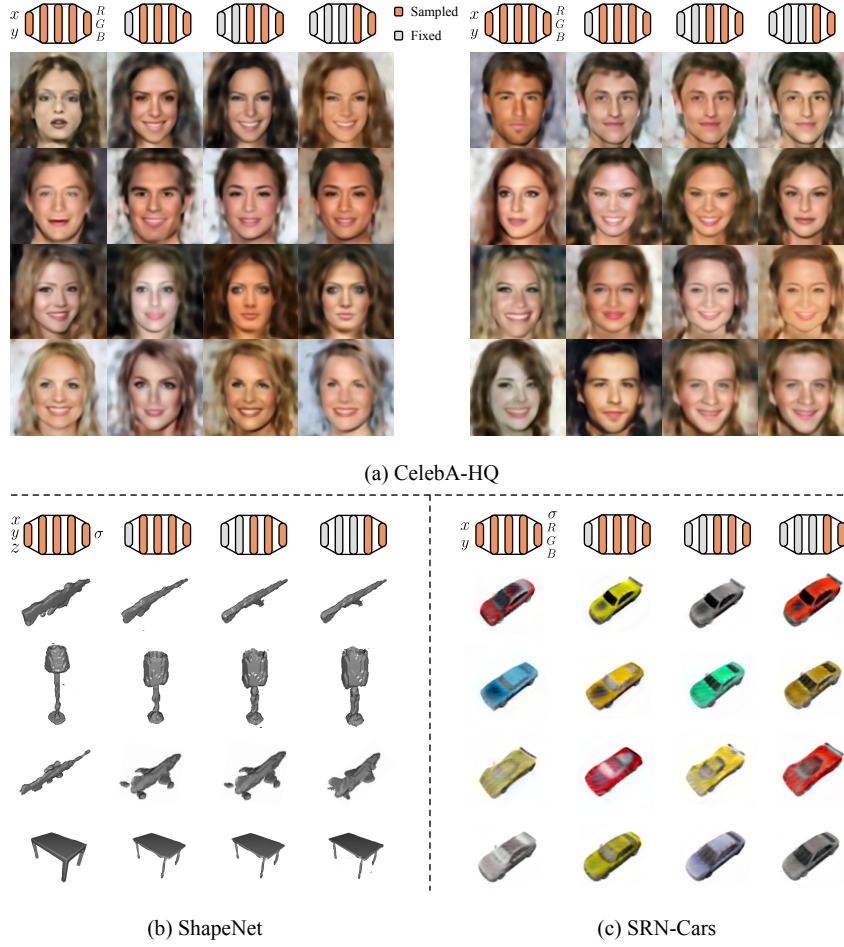 x
y
R
G
B
Sampled
Fixed
x
y
R
G
B
(a) CelebA-HQ
x
y
z
σ
x
y
σ
R
G
B
(b) ShapeNet
(c) SRN-Cars